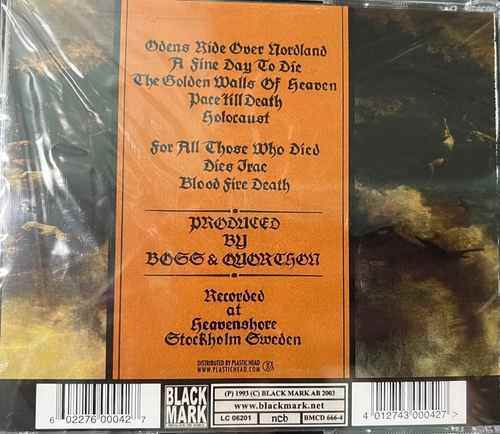 Odens Ride Over Nordland
A Fine Day To Die
The Golden Walls Of Heaven
Pace till Death
Holocaust
For All Those Who Died
Dies Irae
Blood Fire Death
PRODUCED
BY
BOSS & QUORTHON
Recorded
at
Heavenshore
Stockholm Sweden
DISTRIBUTED BY PLASTIC HEAD
WWW.PLASTICHEAD.COM
6 02276 00042 7
BLACK
MARK
(P) 1993 (C) BLACK MARK AB 2003
www.blackmark.net
LC 06201 ncb BMCD 666-4
4 012743 000427 >